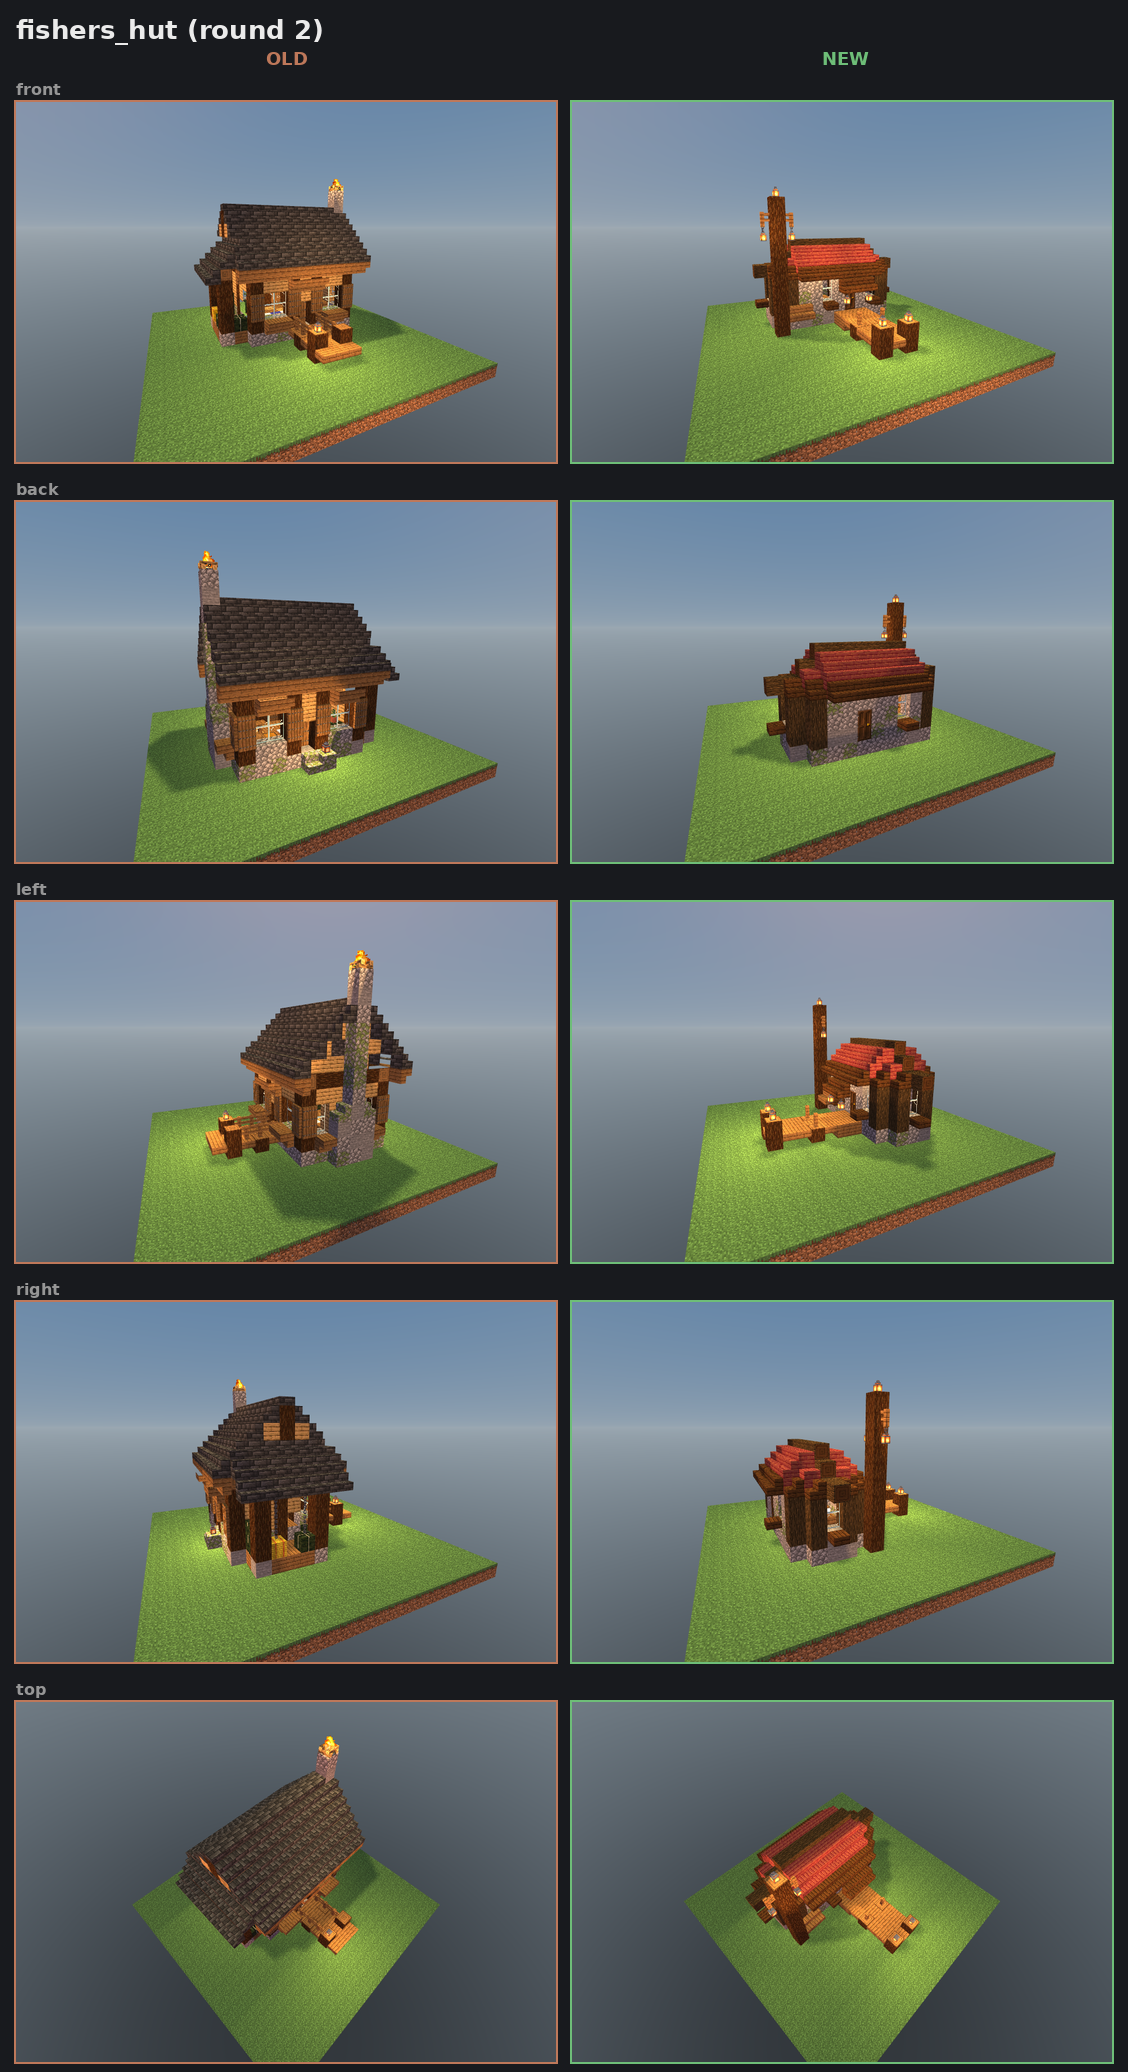 fishers_hut (round 2)
OLD
NEW
front
back
left
right
top